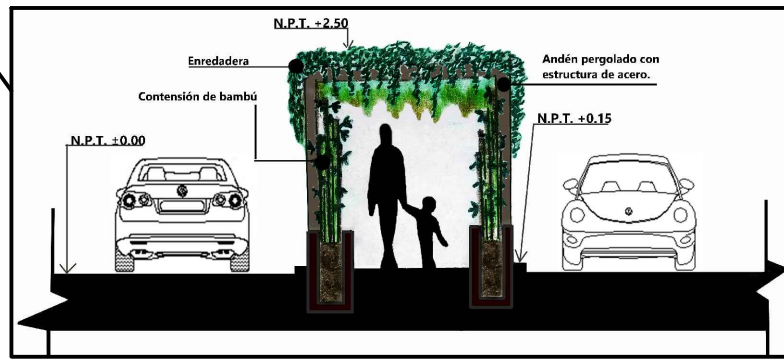 N.P.T. +2.50
Enredadera
Andén pergolado con
estructura de acero.
Contensión de bambú
N.P.T. ±0.00
N.P.T. +0.15